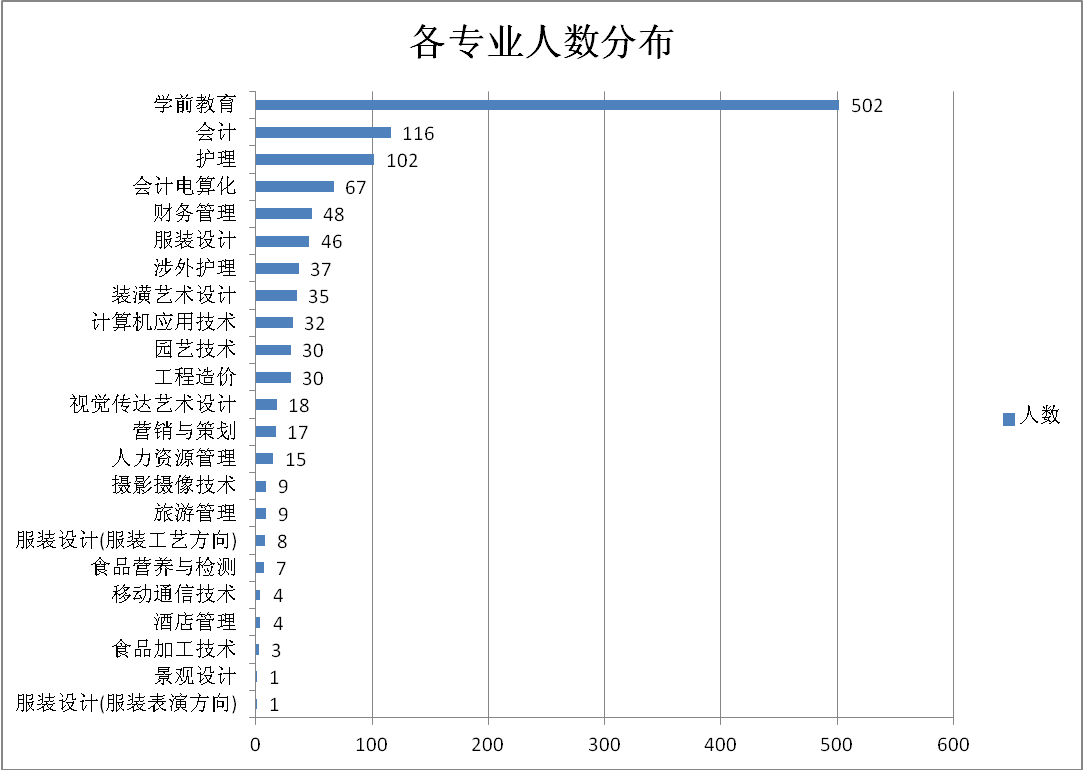 各专业人数分布
学前教育 502
会计 116
护理 102
会计电算化 67
财务管理 48
服装设计 46
涉外护理 37
装潢艺术设计 35
计算机应用技术 32
园艺技术 30
工程造价 30
视觉传达艺术设计 18
营销与策划 17
人力资源管理 15
摄影摄像技术 9
旅游管理 9
服装设计(服装工艺方向) 8
食品营养与检测 7
移动通信技术 4
酒店管理 4
食品加工技术 3
景观设计 1
服装设计(服装表演方向) 1
0 100 200 300 400 500 600
人数